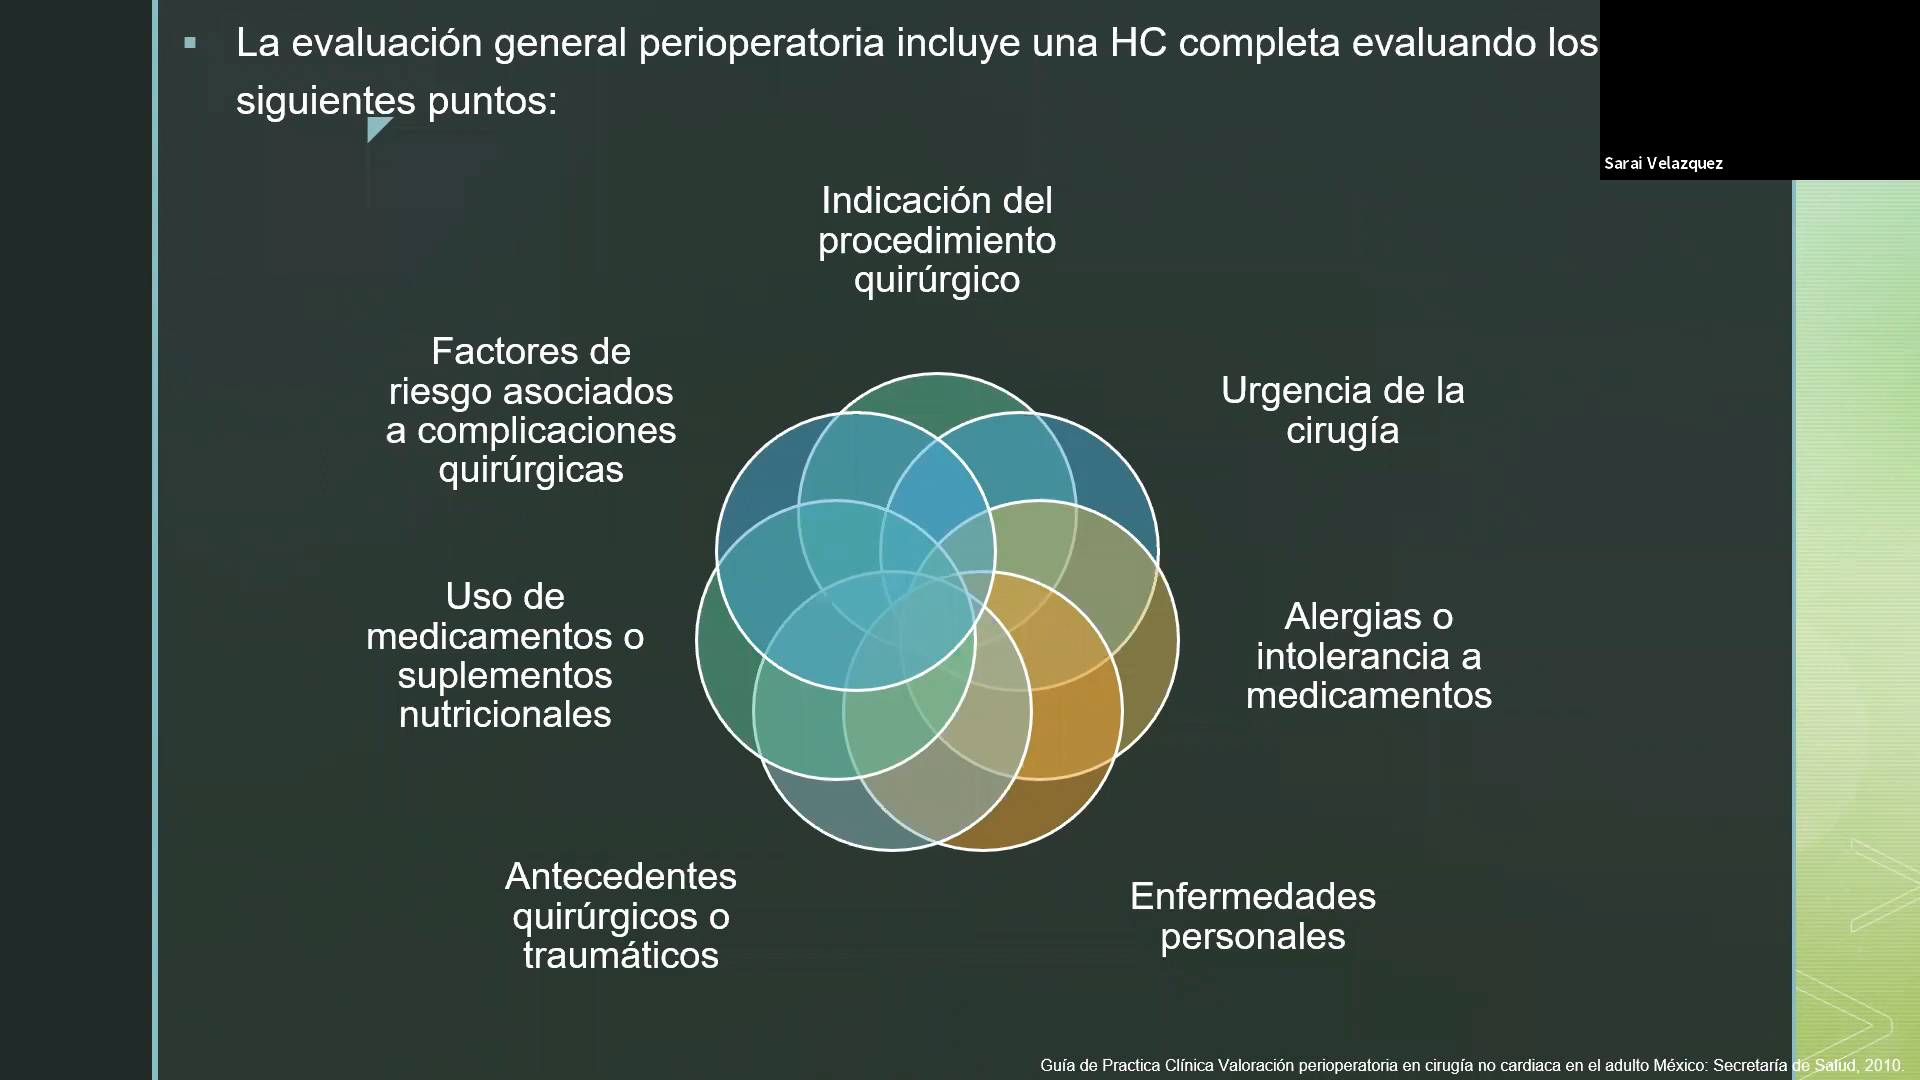 La evaluación general perioperatoria incluye una HC completa evaluando los
siguientes puntos:
Sarai Velazquez
Indicación del
procedimiento
quirúrgico
Factores de
riesgo asociados
a complicaciones
quirúrgicas
Urgencia de la
cirugía
Uso de
medicamentos o
suplementos
nutricionales
Alergias o
intolerancia a
medicamentos
Antecedentes
quirúrgicos o
traumáticos
Enfermedades
personales
Guía de Practica Clínica Valoración perioperatoria en cirugía no cardiaca en el adulto México: Secretaría de Salud, 2010.